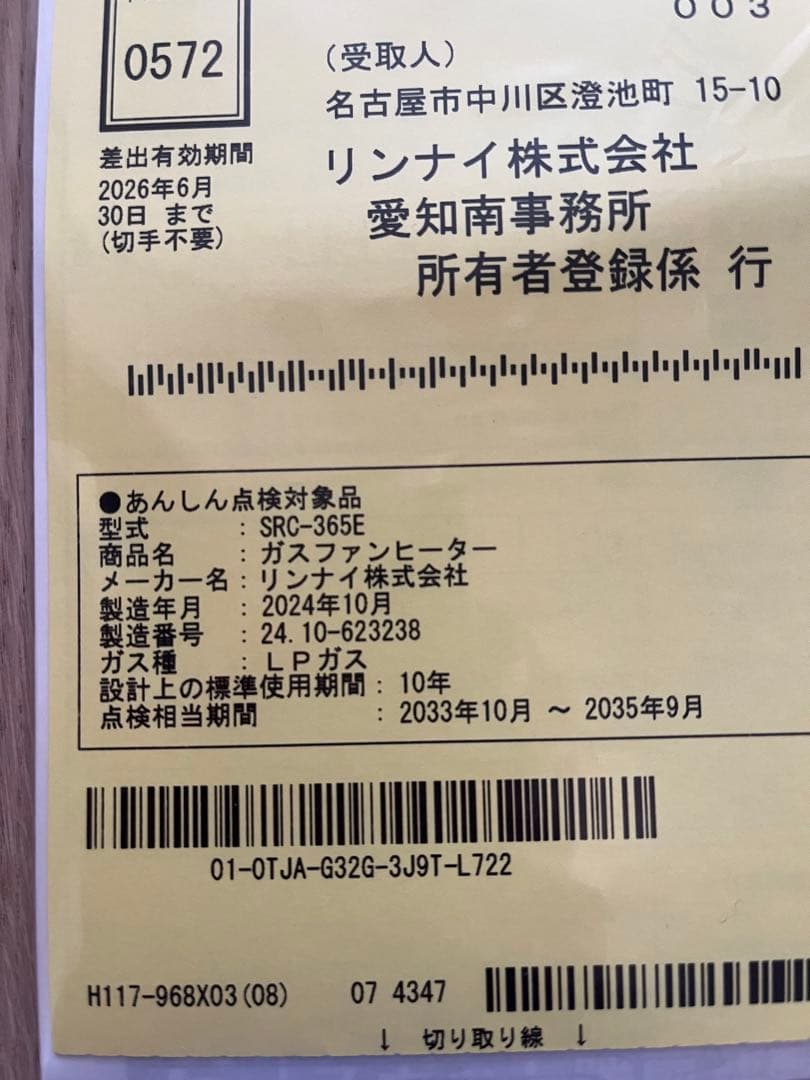 003
0572
(受取人)
名古屋市中川区澄池町 15-10
差出有効期間
2026年6月
30日 まで
(切手不要)
リンナイ株式会社
愛知南事務所
所有者登録係 行
●あんしん点検対象品
型式 : SRC-365E
商品名 : ガスファンヒーター
メーカー名 : リンナイ株式会社
製造年月 : 2024年10月
製造番号 : 24.10-623238
ガス種 : LPガス
設計上の標準使用期間 : 10年
点検相当期間 : 2033年10月 ~ 2035年9月
01-0TJA-G32G-3J9T-L722
H117-968X03(08) 07 4347
↓ 切り取り線 ↓